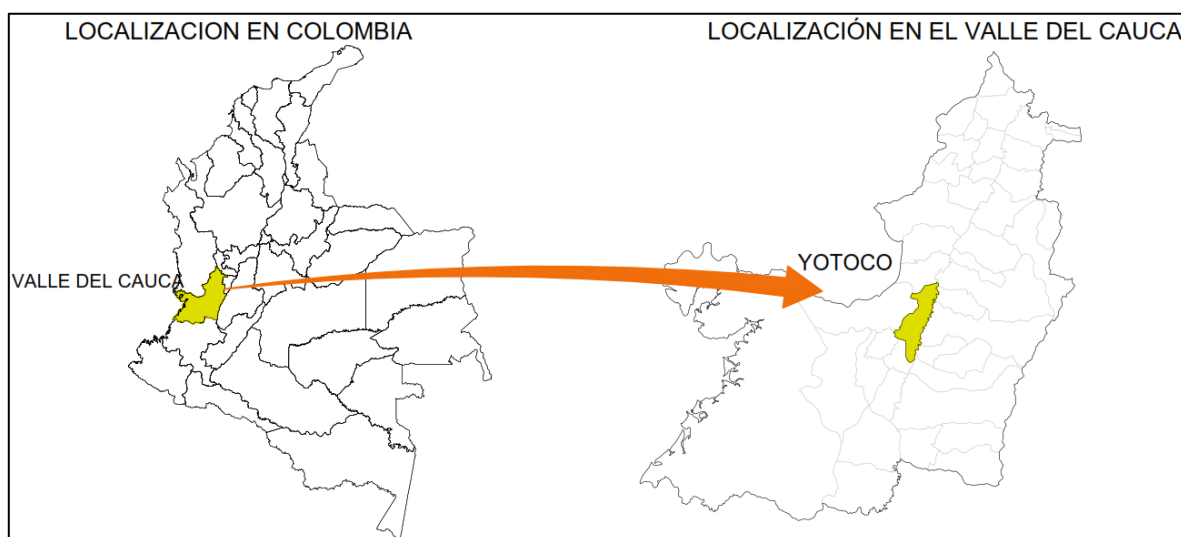 LOCALIZACION EN COLOMBIA
LOCALIZACIÓN EN EL VALLE DEL CAUCA
VALLE DEL CAUCA
YOTOCO